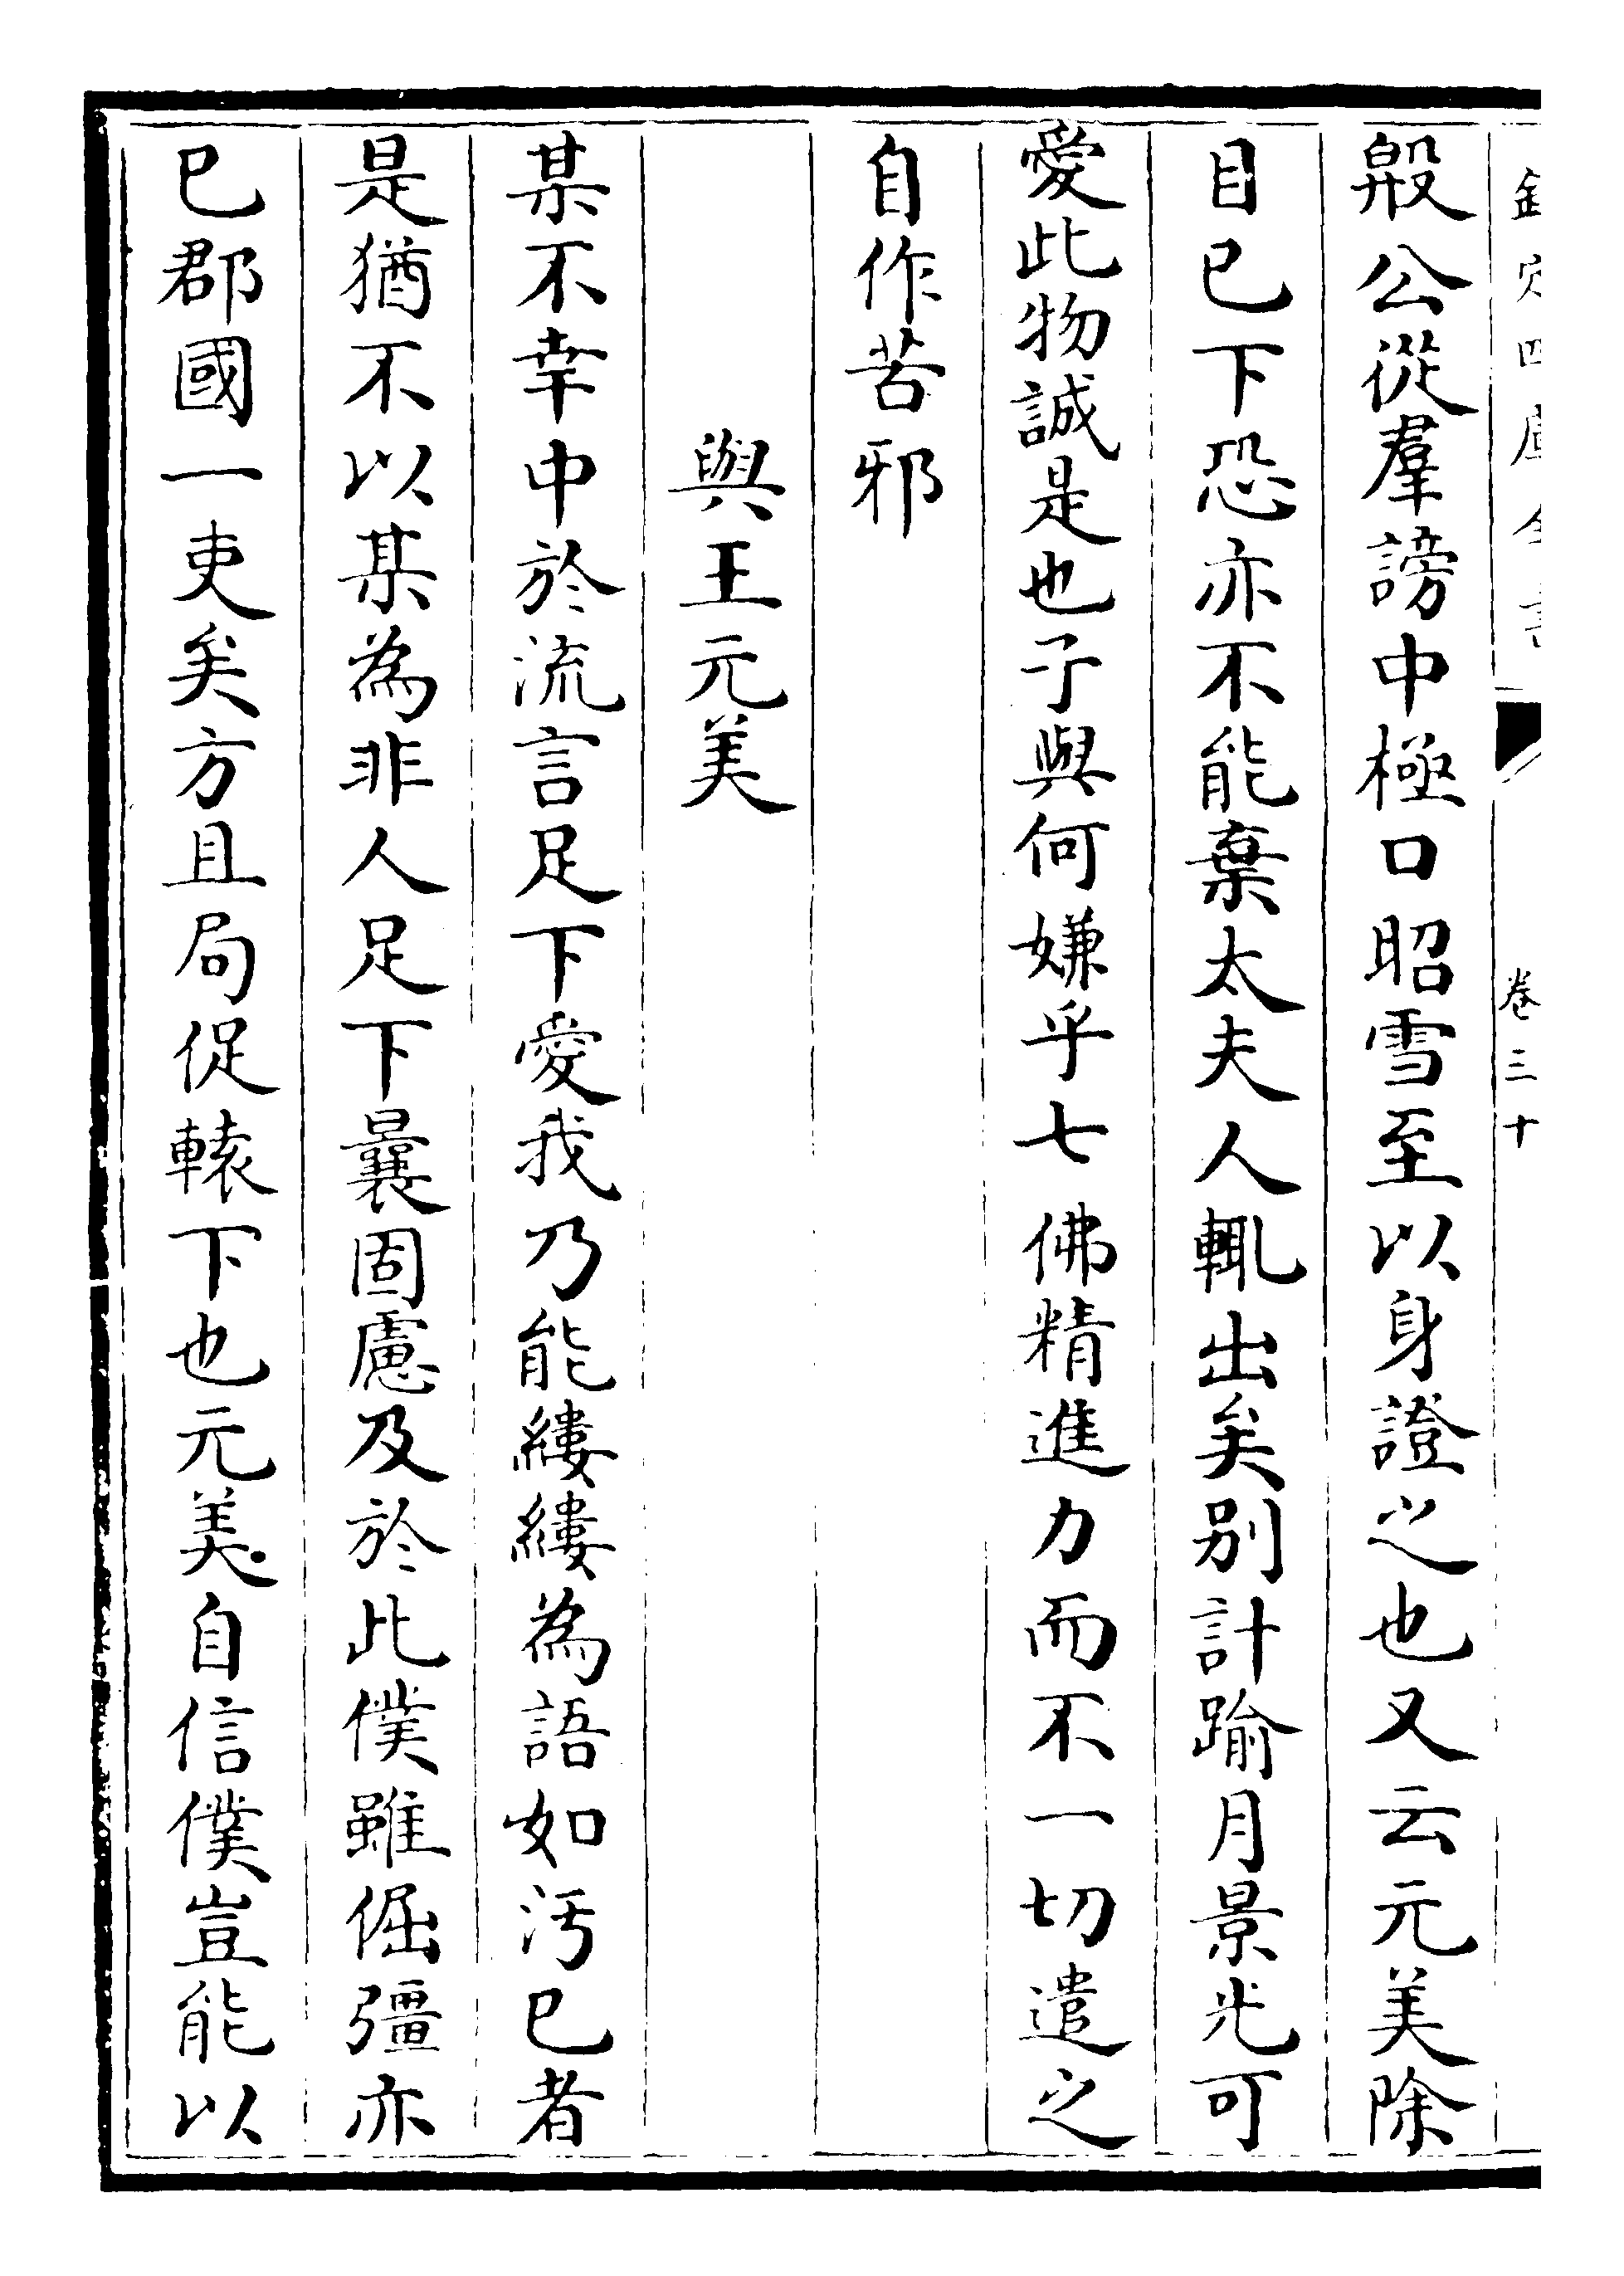 欽定四庫全書
卷三十
殿公從羣謗中極口昭雪至以身證之也又云元美除
目已下恐亦不能棄太夫人輒出矣别計踰月景光可
愛此物誠是也子與何嫌乎七佛精進力而不一切遣之
自作苦邪
與王元美
某不幸中於流言足下愛我乃能縷縷為語如汚已者
是猶不以某為非人足下曩固慮及於此僕雖倔彊亦
已郡國一吏矣方且局促轅下也元美自信僕豈能以